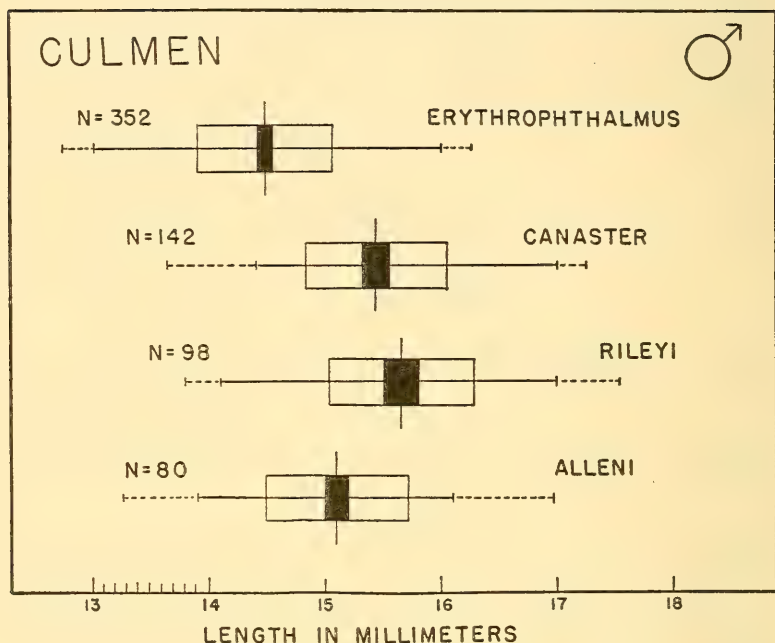 CULMEN ♂
N= 352 ERYTHROPHTHALMUS
N=142 CANASTER
N= 98 RILEYI
N=80 ALLENI
13 14 15 16 17 18
LENGTH IN MILLIMETERS